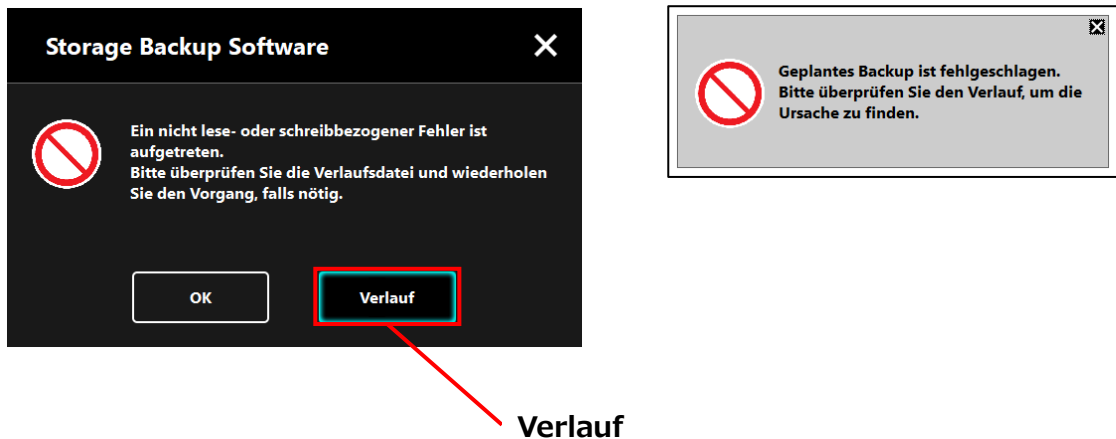 Storage Backup Software
Ein nicht lese- oder schreibbezogener Fehler ist
aufgetreten.
Bitte überprüfen Sie die Verlaufsdatei und wiederholen
Sie den Vorgang, falls nötig.
OK
Verlauf
Geplantes Backup ist fehlgeschlagen.
Bitte überprüfen Sie den Verlauf, um die
Ursache zu finden.
Verlauf